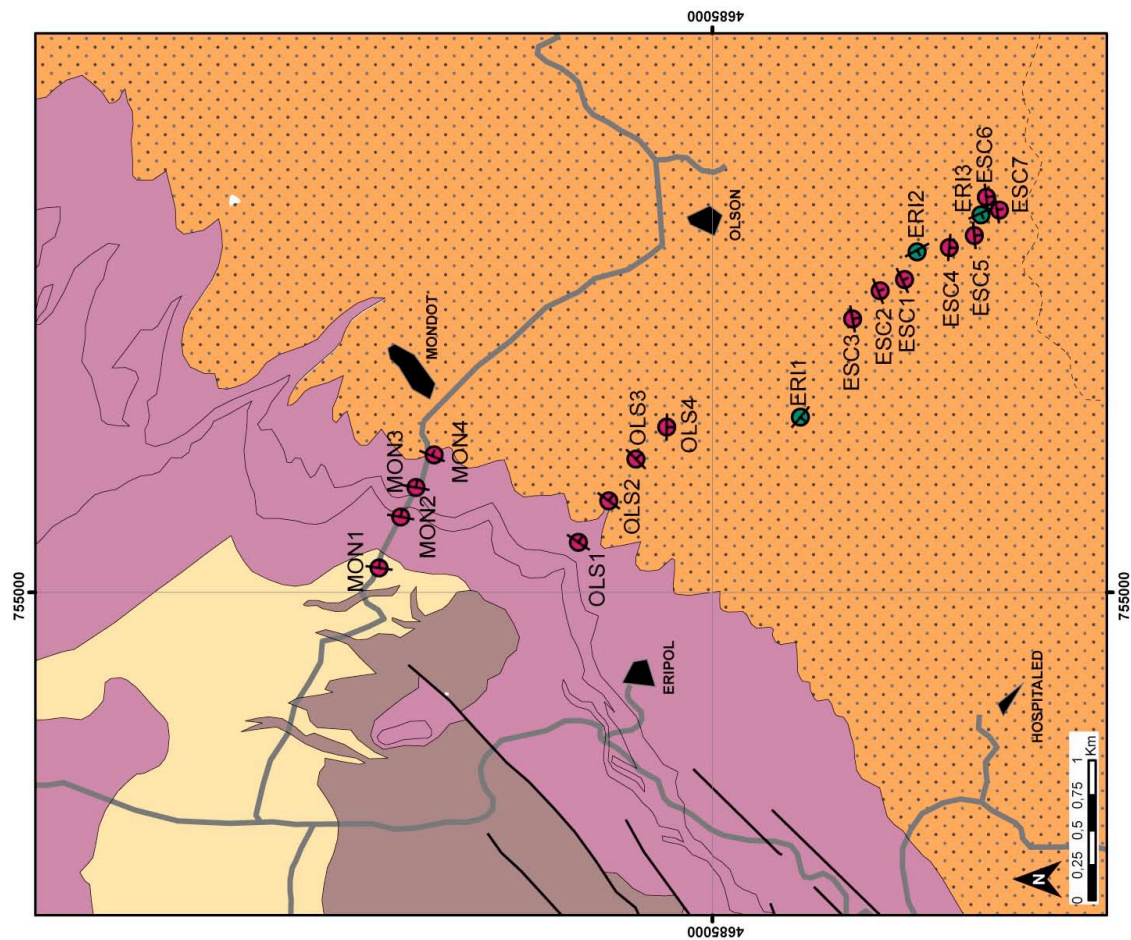 4685000
755000
MON1
MON2
MON3
MON4
MONDOT
OLS1
OLS2
OLS3
OLS4
OLSON
ERIPOL
ERI1
ESC3
ESC2
ESC1
ERI2
ESC4
ESC5
ERI3
ESC6
ESC7
HOSPITALED
N
0 0,25 0,5 0,75 1
Km
755000
4685000